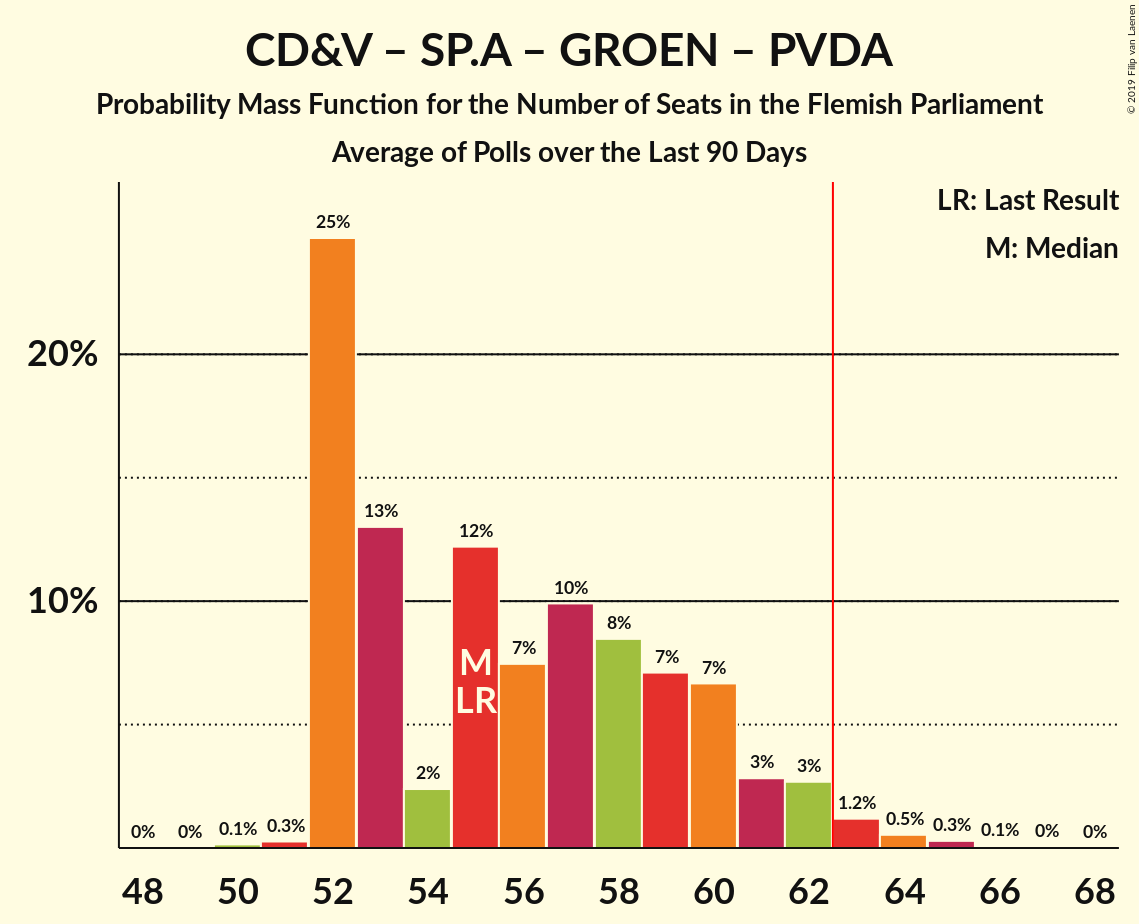 CD&V – SP.A – GROEN – PVDA
Probability Mass Function for the Number of Seats in the Flemish Parliament
Average of Polls over the Last 90 Days
© 2019 Filip van Laenen
LR: Last Result
M: Median
20%
10%
0%
0%
0.1%
0.3%
25%
13%
2%
12%
7%
10%
8%
7%
7%
3%
3%
1.2%
0.5%
0.3%
0.1%
0%
0%
M
LR
48 50 52 54 56 58 60 62 64 66 68